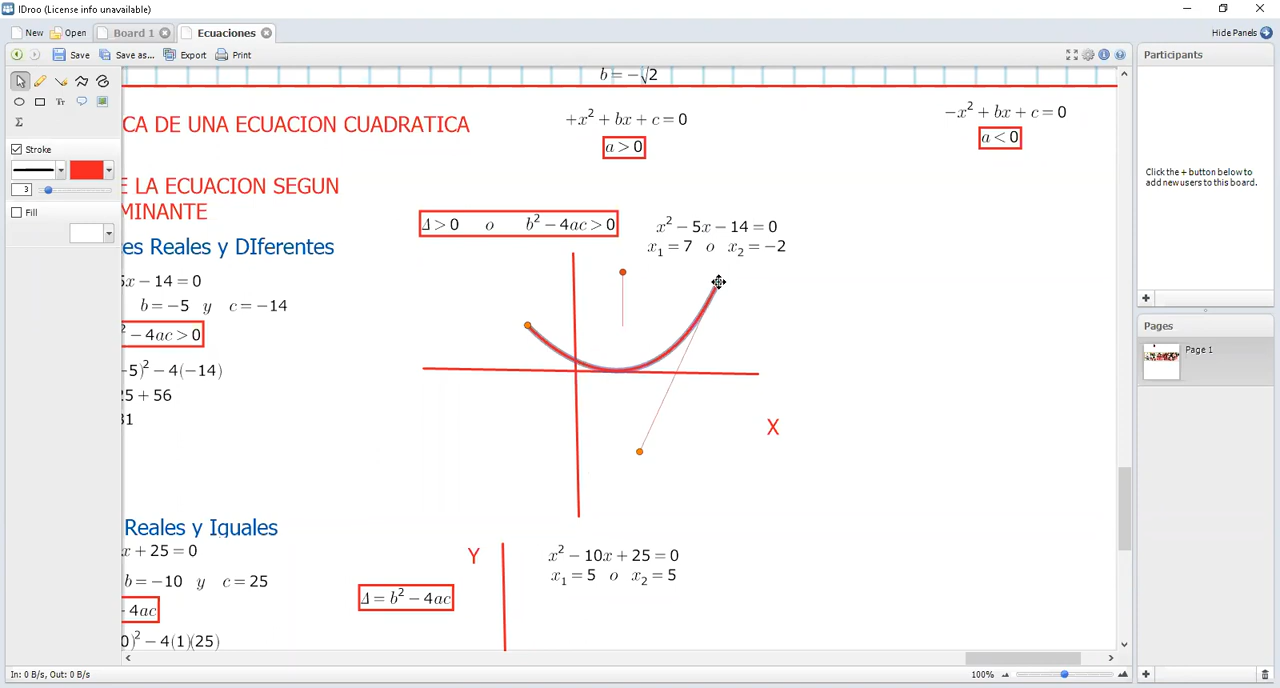 IDroo (License info unavailable)
New Open Board 1 Ecuaciones Hide Panels
Save Save as... Export Print
Participants
Click the + button below to
add new users to this board.
Pages
Page 1
Stroke
3
Fill
b = −√2
CA DE UNA ECUACION CUADRATICA
+x² + bx + c = 0
a > 0
−x² + bx + c = 0
a < 0
E LA ECUACION SEGUN
MINANTE
es Reales y DIferentes
Δ > 0 o b² − 4ac > 0
x² − 5x − 14 = 0
x₁ = 7 o x₂ = −2
5x − 14 = 0
b = −5 y c = −14
² − 4ac > 0
−5)² − 4(−14)
25 + 56
81
X
Reales y Iguales
x + 25 = 0
b = −10 y c = 25
4ac
0)² − 4(1)(25)
Y
Δ = b² − 4ac
x² − 10x + 25 = 0
x₁ = 5 o x₂ = 5
In: 0 B/s, Out: 0 B/s
100%